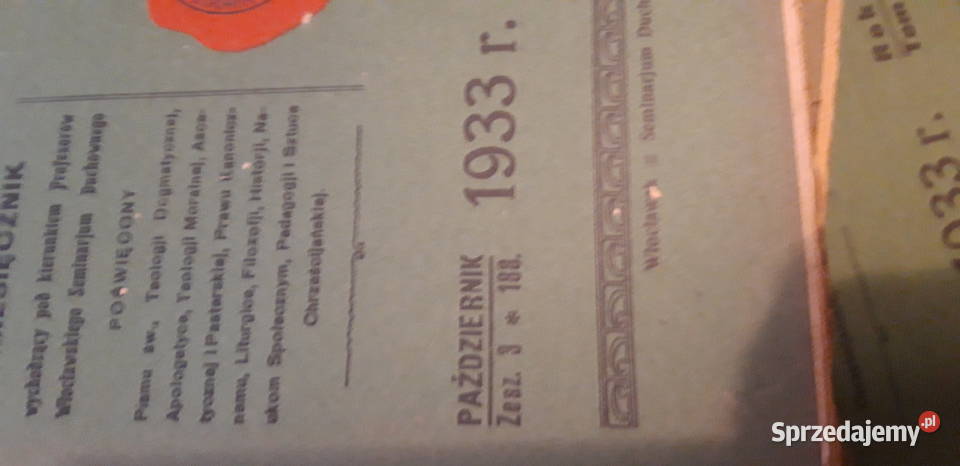 MIESIĘCZNIK
wychodzący pod kierunkiem Profesorów
Włocławskiego Seminarjum Duchownego
POŚWIĘCONY
Pismu św., Teologji Dogmatycznej,
Apologetyce, Teologji Moralnej, Asce-
tycznej i Pasterskiej, Prawu Kanonicz-
nemu, Liturgice, Filozofji, Historji, Na-
ukom Społecznym, Pedagogji i Sztuce
Chrześcijańskiej.
PAŹDZIERNIK 1933 r.
Zesz. 3 * 188.
Włocławek Seminarjum Duch
Rok
Tom
1933 r.
Sprzedajemy.pl